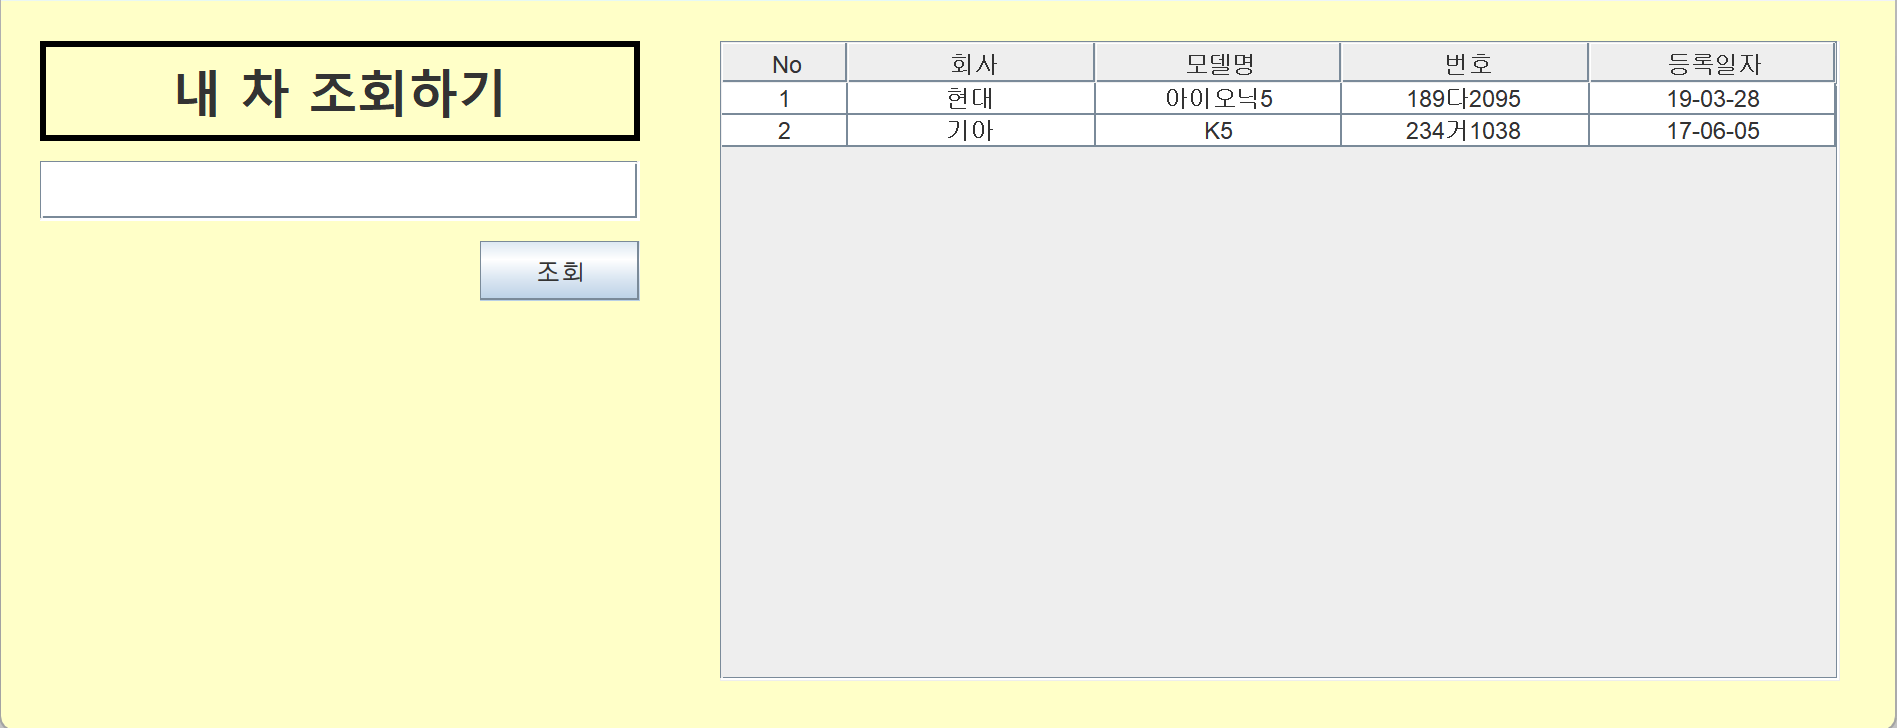 내 차 조회하기
조회
No 회사 모델명 번호 등록일자
1 현대 아이오닉5 189다2095 19-03-28
2 기아 K5 234거1038 17-06-05